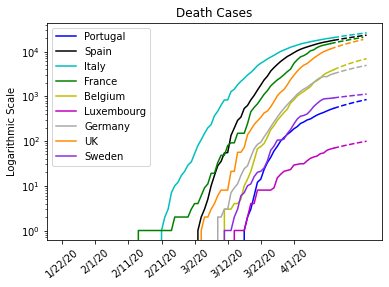 Death Cases
Logarithmic Scale
10⁴
10³
10²
10¹
10⁰
Portugal
Spain
Italy
France
Belgium
Luxembourg
Germany
UK
Sweden
1/22/20
2/1/20
2/11/20
2/21/20
3/2/20
3/12/20
3/22/20
4/1/20